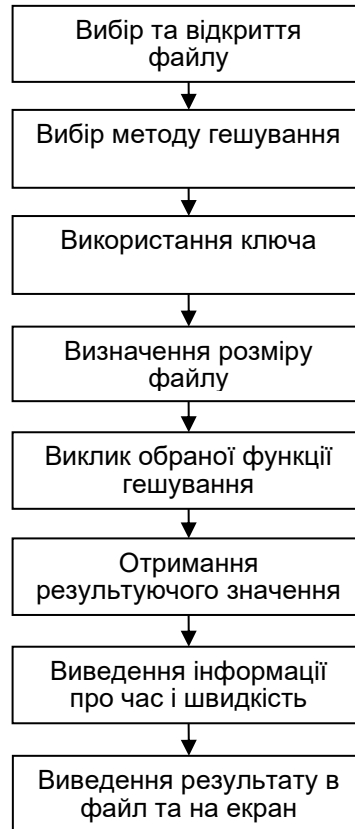 Вибір та відкриття
файлу
Вибір методу гешування
Використання ключа
Визначення розміру
файлу
Виклик обраної функції
гешування
Отримання
результуючого значення
Виведення інформації
про час і швидкість
Виведення результату в
файл та на екран